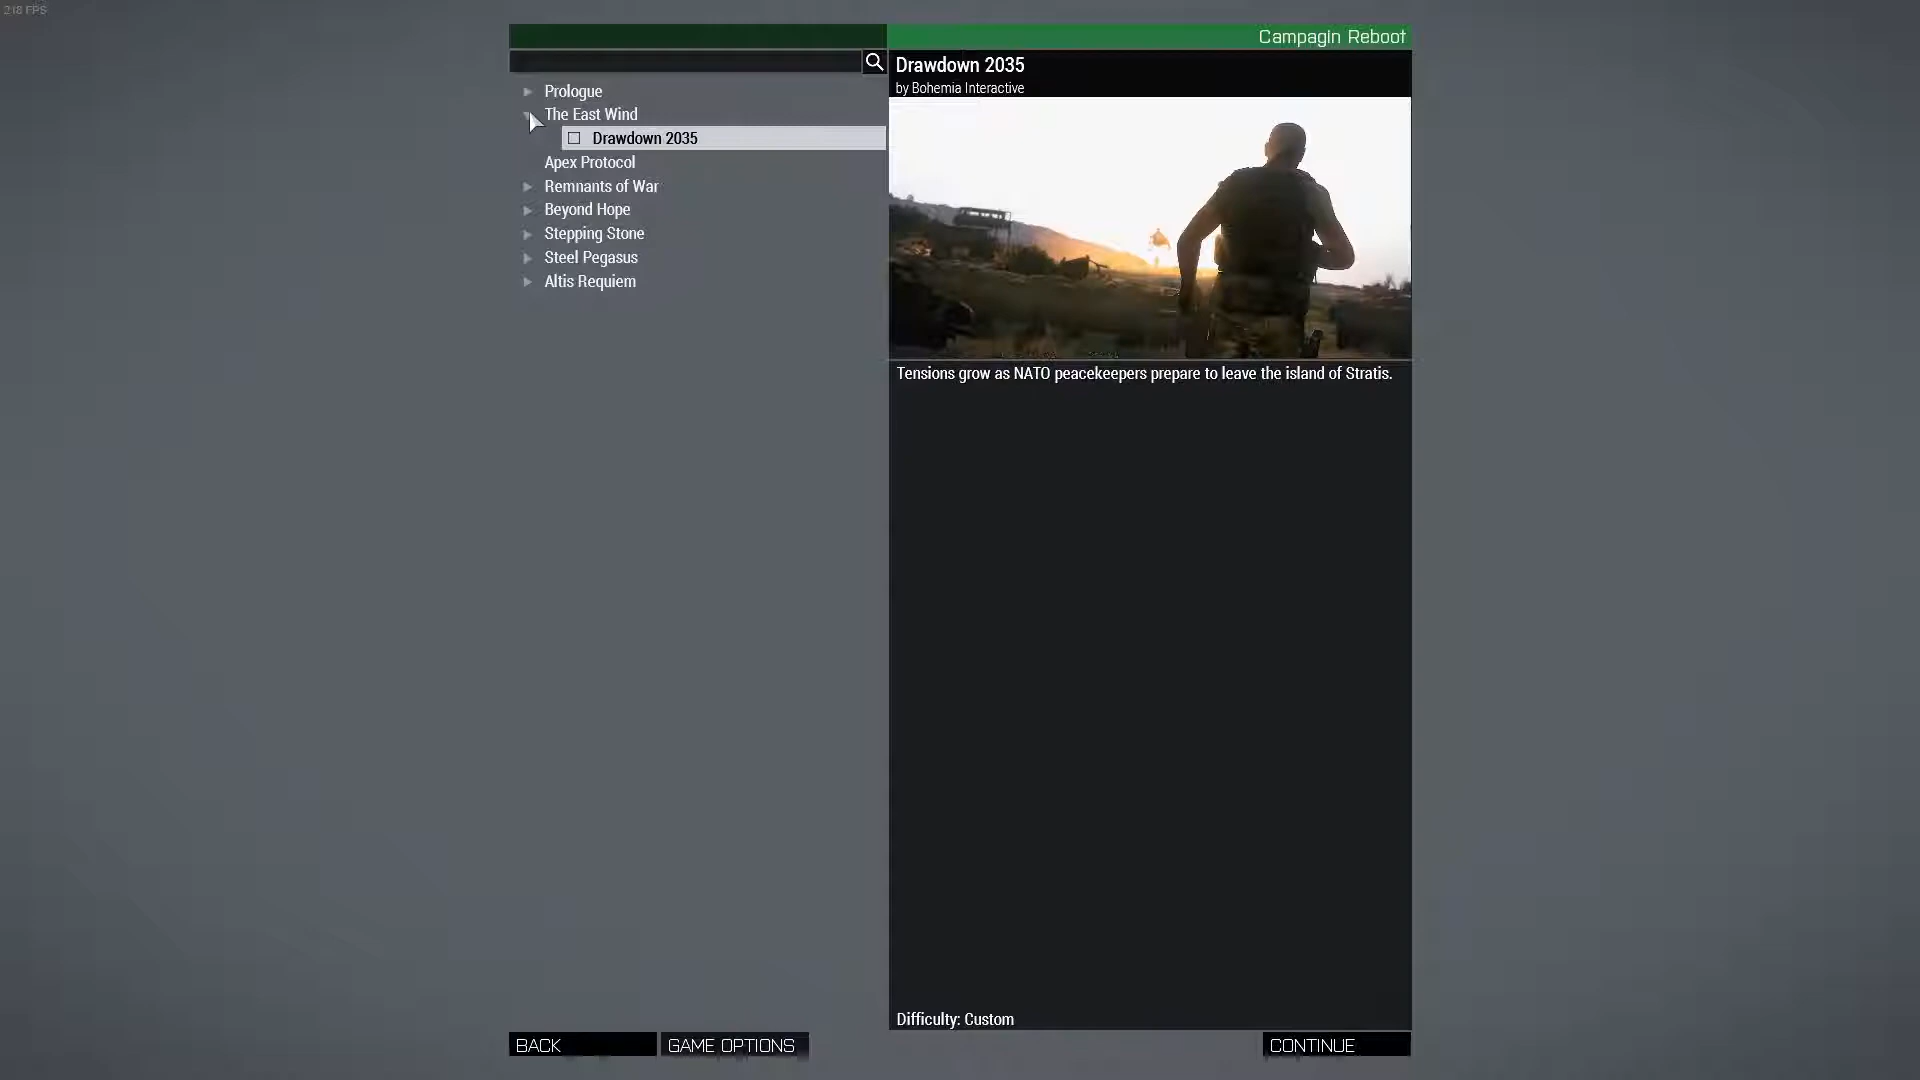 218 FPS
Campagin Reboot
Prologue
The East Wind
Drawdown 2035
Apex Protocol
Remnants of War
Beyond Hope
Stepping Stone
Steel Pegasus
Altis Requiem
Drawdown 2035
by Bohemia Interactive
Tensions grow as NATO peacekeepers prepare to leave the island of Stratis.
Difficulty: Custom
BACK
GAME OPTIONS
CONTINUE